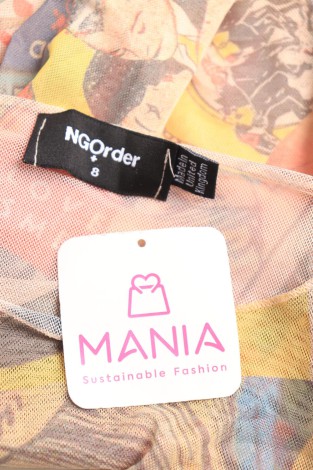 NGOrder
+
8
Made in
United
Kingdom
MANIA
Sustainable Fashion